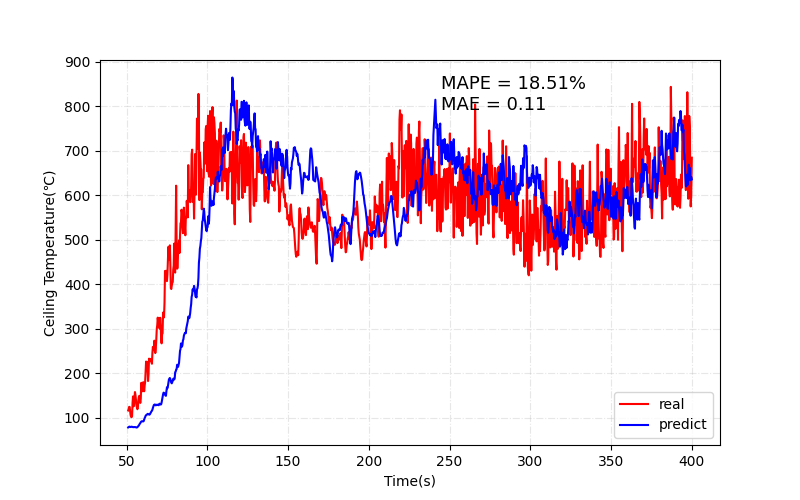 MAPE = 18.51%
MAE = 0.11
900
800
700
600
500
400
300
200
100
Ceiling Temperature(℃)
real
predict
50
100
150
200
250
300
350
400
Time(s)